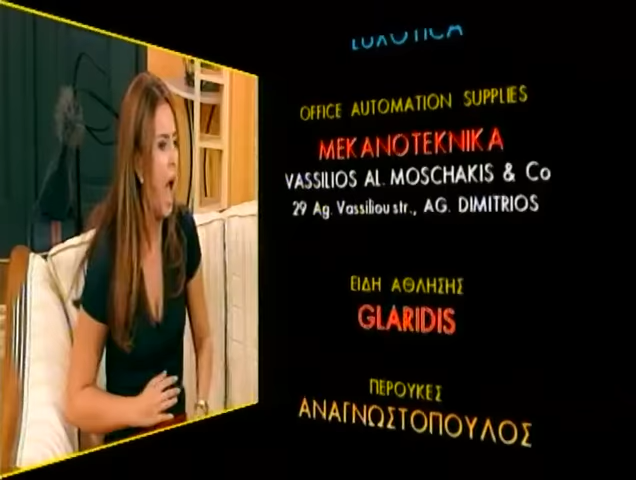 LUXOTICA
OFFICE AUTOMATION SUPPLIES
MEKANOTEKNIKA
VASSILIOS AL. MOSCHAKIS & Co
29 Ag. Vassiliou str., AG. DIMITRIOS
ΕΙΔΗ ΑΘΛΗΣΗΣ
GLARIDIS
ΠΕΡΟΥΚΕΣ
ΑΝΑΓΝΩΣΤΟΠΟΥΛΟΣ